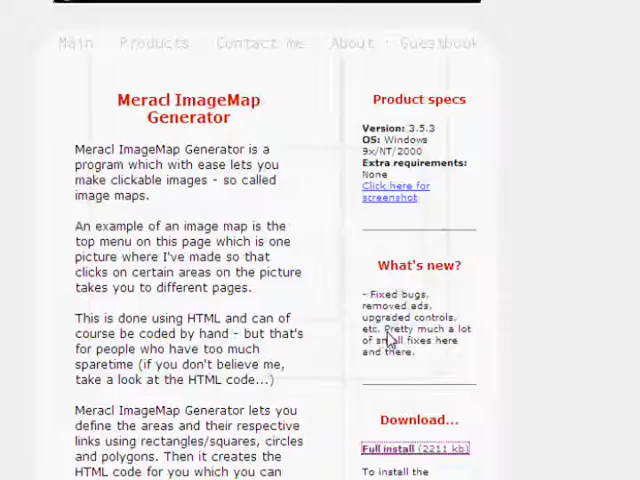 Main Products Contact me About Guestbook
Meracl ImageMap
Generator
Meracl ImageMap Generator is a
program which with ease lets you
make clickable images - so called
image maps.
An example of an image map is the
top menu on this page which is one
picture where I've made so that
clicks on certain areas on the picture
takes you to different pages.
This is done using HTML and can of
course be coded by hand - but that's
for people who have too much
sparetime (if you don't believe me,
take a look at the HTML code...)
Meracl ImageMap Generator lets you
define the areas and their respective
links using rectangles/squares, circles
and polygons. Then it creates the
HTML code for you which you can
Product specs
Version: 3.5.3
OS: Windows
9x/NT/2000
Extra requirements:
None
Click here for
screenshot
What's new?
- Fixed bugs,
removed ads,
upgraded controls,
etc. Pretty much a lot
of small fixes here
and there.
Download...
Full install (2211 kb)
To install the